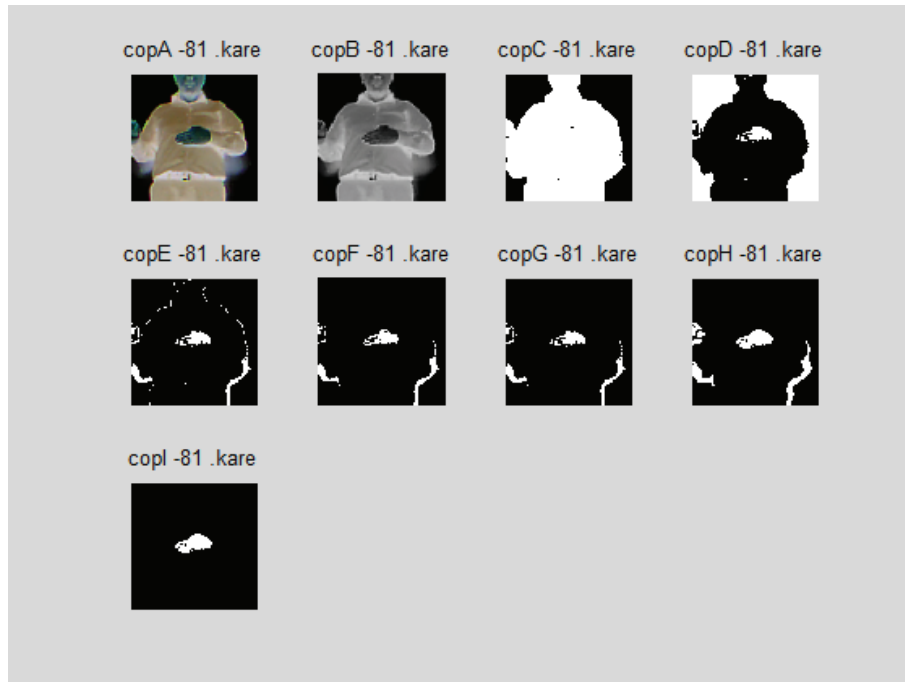 copA -81 .kare copB -81 .kare copC -81 .kare copD -81 .kare
copE -81 .kare copF -81 .kare copG -81 .kare copH -81 .kare
copI -81 .kare